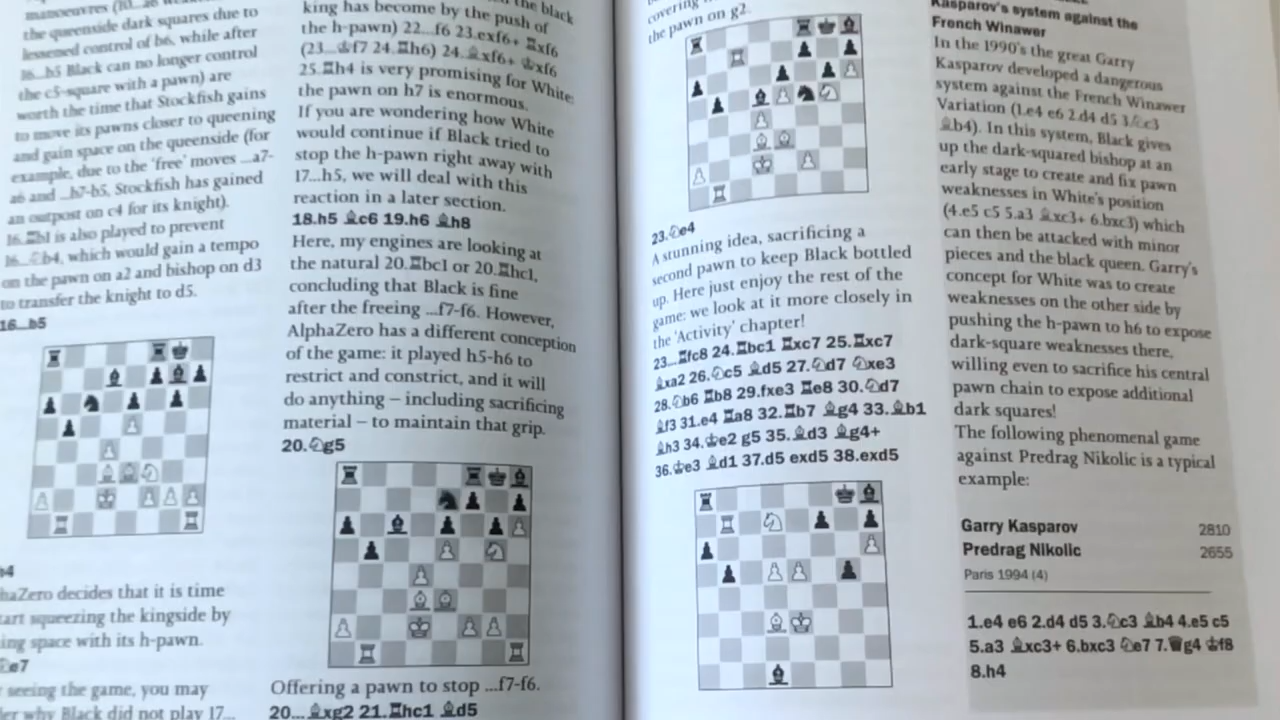 manoeuvres
the queenside dark squares due to
lessened control of b6, while after
16...b5 Black can no longer control
the c5-square with a pawn) are
worth the time that Stockfish gains
to move its pawns closer to queening
and gain space on the queenside (for
example, due to the 'free' moves ...a7-
a6 and ...b7-b5, Stockfish has gained
an outpost on c4 for its knight).
16.♖b1 is also played to prevent
16...♘b4, which would gain a tempo
on the pawn on a2 and bishop on d3
to transfer the knight to d5.
16...b5
decides that it is time
squeezing the kingside by
space with its h-pawn.
seeing the game, you may
why Black did not play 17...
the black
king has become by the push of
the h-pawn) 22...f6 23.exf6+ ♖xf6
(23...♔f7 24.♖h6) 24.♗xf6+ ♔xf6
25.♖h4 is very promising for White:
the pawn on h7 is enormous.
If you are wondering how White
would continue if Black tried to
stop the h-pawn right away with
17...h5, we will deal with this
reaction in a later section.
18.h5 ♗c6 19.h6 ♗h8
Here, my engines are looking at
the natural 20.♖bc1 or 20.♖hc1,
concluding that Black is fine
after the freeing ...f7-f6. However,
AlphaZero has a different conception
of the game: it played h5-h6 to
restrict and constrict, and it will
do anything – including sacrificing
material – to maintain that grip.
20.♘g5
Offering a pawn to stop ...f7-f6.
20...♗xg2 21.♖hc1 ♗d5
covering
the pawn on g2.
23.♘e4
A stunning idea, sacrificing a
second pawn to keep Black bottled
up. Here just enjoy the rest of the
game: we look at it more closely in
the 'Activity' chapter!
23...♖fc8 24.♖bc1 ♖xc7 25.♖xc7
♗xa2 26.♘c5 ♗d5 27.♘d7 ♘xe3
28.♘b6 ♖b8 29.fxe3 ♖e8 30.♘d7
♗f3 31.e4 ♖a8 32.♖b7 ♗g4 33.♗b1
♗h3 34.♔e2 g5 35.♗d3 ♗g4+
36.♔e3 ♗d1 37.d5 exd5 38.exd5
Kasparov's system against the
French Winawer
In the 1990's the great Garry
Kasparov developed a dangerous
system against the French Winawer
Variation (1.e4 e6 2.d4 d5 3.♘c3
♗b4). In this system, Black gives
up the dark-squared bishop at an
early stage to create and fix pawn
weaknesses in White's position
(4.e5 c5 5.a3 ♗xc3+ 6.bxc3) which
can then be attacked with minor
pieces and the black queen. Garry's
concept for White was to create
weaknesses on the other side by
pushing the h-pawn to h6 to expose
dark-square weaknesses there,
willing even to sacrifice his central
pawn chain to expose additional
dark squares!
The following phenomenal game
against Predrag Nikolic is a typical
example:
Garry Kasparov 2810
Predrag Nikolic 2655
Paris 1994 (4)
1.e4 e6 2.d4 d5 3.♘c3 ♗b4 4.e5 c5
5.a3 ♗xc3+ 6.bxc3 ♘e7 7.♕g4 ♔f8
8.h4